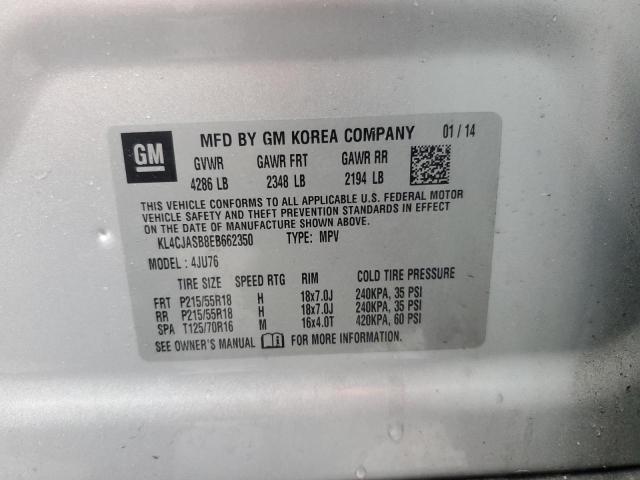 GM
MFD BY GM KOREA COMPANY 01 / 14
GVWR GAWR FRT GAWR RR
4286 LB 2348 LB 2194 LB
THIS VEHICLE CONFORMS TO ALL APPLICABLE U.S. FEDERAL MOTOR
VEHICLE SAFETY AND THEFT PREVENTION STANDARDS IN EFFECT ON
THE DATE OF MANUFACTURE SHOWN ABOVE.
KL4CJASB8EB662350 TYPE: MPV
MODEL : 4JU76
TIRE SIZE SPEED RTG RIM COLD TIRE PRESSURE
FRT P215/55R18 H 18x7.0J 240KPA, 35 PSI
RR P215/55R18 H 18x7.0J 240KPA, 35 PSI
SPA T125/70R16 M 16x4.0T 420KPA, 60 PSI
SEE OWNER'S MANUAL FOR MORE INFORMATION.